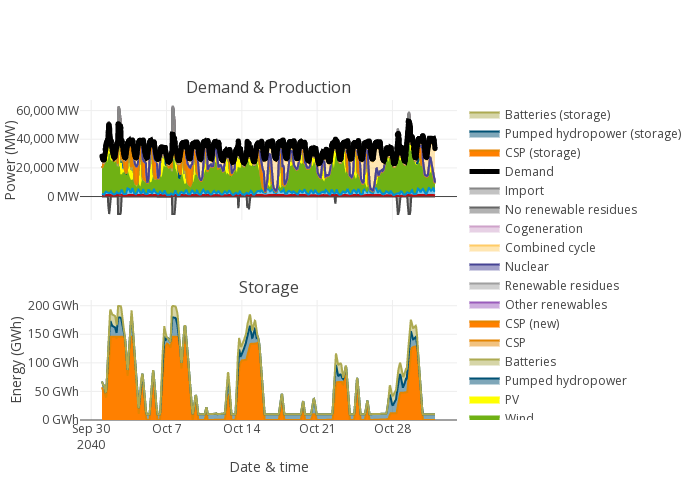 Demand & Production
60,000 MW
40,000 MW
20,000 MW
0 MW
Power (MW)
Storage
200 GWh
150 GWh
100 GWh
50 GWh
0 GWh
Energy (GWh)
Sep 30
2040
Oct 7
Oct 14
Oct 21
Oct 28
Date & time
Batteries (storage)
Pumped hydropower (storage)
CSP (storage)
Demand
Import
No renewable residues
Cogeneration
Combined cycle
Nuclear
Renewable residues
Other renewables
CSP (new)
CSP
Batteries
Pumped hydropower
PV
Wind